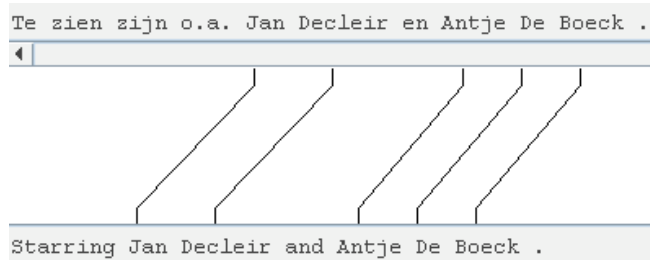 Te zien zijn o.a. Jan Decleir en Antje De Boeck .
Starring Jan Decleir and Antje De Boeck .